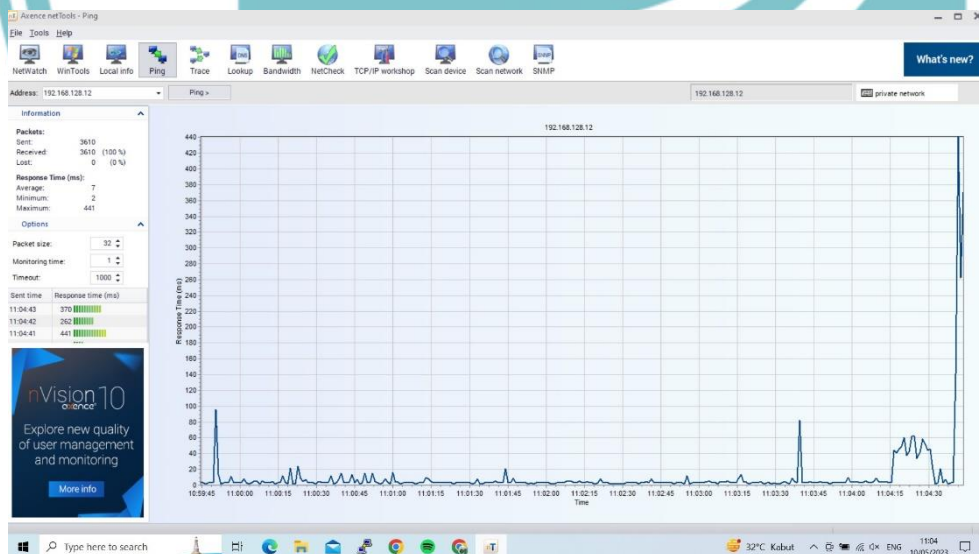 Axence netTools - Ping
File Tools Help
NetWatch WinTools Local info Ping Trace Lookup Bandwidth NetCheck TCP/IP workshop Scan device Scan network SNMP
What's new?
Address: 192.168.128.12 Ping » 192.168.128.12 private network
Information
Packets:
Sent: 3610
Received: 3610 (100 %)
Lost: 0 (0 %)
Response Time (ms):
Average: 7
Minimum: 2
Maximum: 441
Options
Packet size: 32
Monitoring time: 1
Timeout: 1000
Sent time Response time (ms)
11:04:43 370
11:04:42 262
11:04:41 441
nVision 10
axence
Explore new quality
of user management
and monitoring
More info
192.168.128.12
440
420
400
380
360
340
320
300
280
260
240
220
200
180
160
140
120
100
80
60
40
20
0
Response Time (ms)
10:59:45 11:00:00 11:00:15 11:00:30 11:00:45 11:01:00 11:01:15 11:01:30 11:01:45 11:02:00 11:02:15 11:02:30 11:02:45 11:03:00 11:03:15 11:03:30 11:03:45 11:04:00 11:04:15 11:04:30
Time
Type here to search
32°C Kabut ENG 11:04
10/05/2023